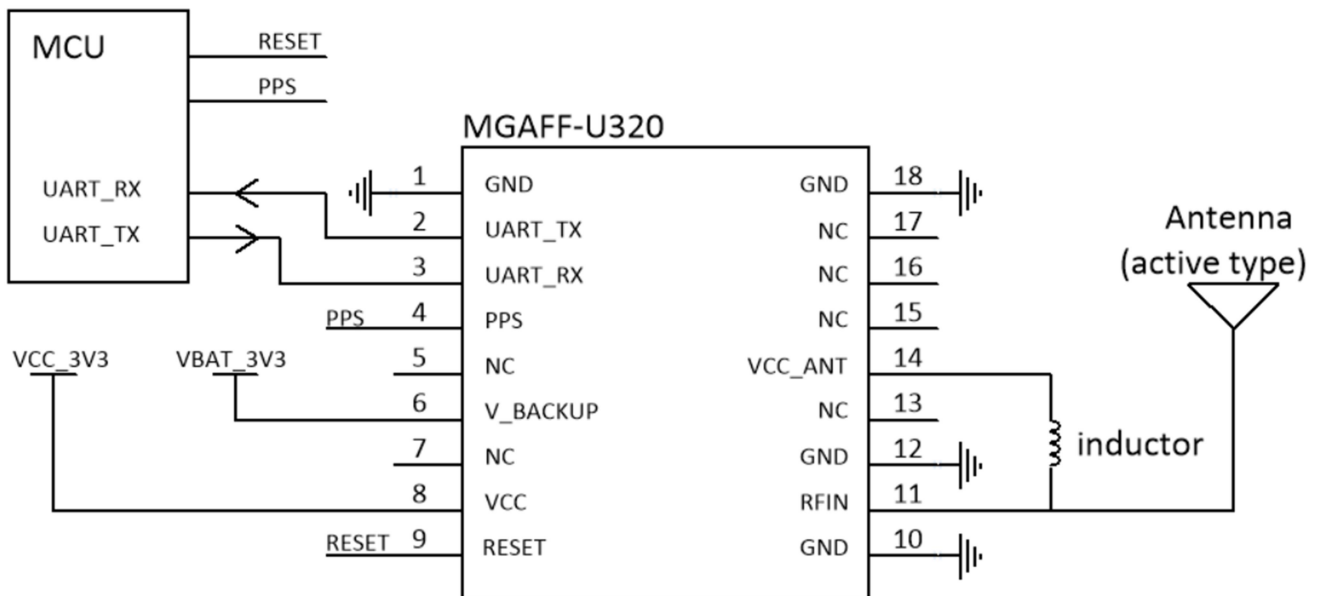 MCU
RESET
PPS
UART_RX
UART_TX
MGAFF-U320
1 GND
2 UART_TX
3 UART_RX
PPS 4 PPS
5 NC
VCC_3V3
VBAT_3V3
6 V_BACKUP
7 NC
8 VCC
RESET 9 RESET
GND 18
NC 17
NC 16
NC 15
VCC_ANT 14
NC 13
GND 12
RFIN 11
GND 10
Antenna
(active type)
inductor